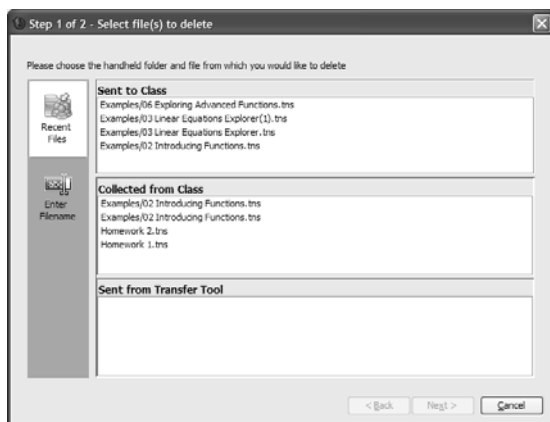 Step 1 of 2 - Select file(s) to delete
Please choose the handheld folder and file from which you would like to delete
Recent
Files
Enter
Filename
Sent to Class
Examples/06 Exploring Advanced Functions.tns
Examples/03 Linear Equations Explorer(1).tns
Examples/03 Linear Equations Explorer.tns
Examples/02 Introducing Functions.tns
Collected from Class
Examples/02 Introducing Functions.tns
Examples/02 Introducing Functions.tns
Homework 2.tns
Homework 1.tns
Sent from Transfer Tool
< Back
Next >
Cancel